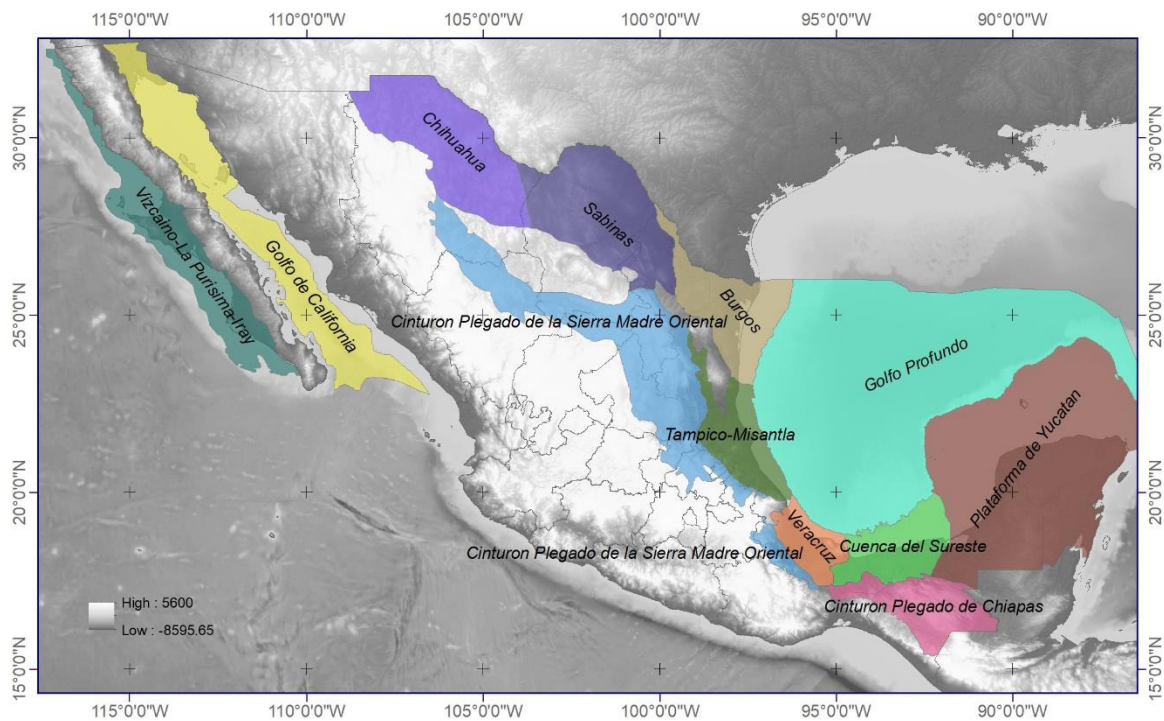 115°0'0"W 110°0'0"W 105°0'0"W 100°0'0"W 95°0'0"W 90°0'0"W
30°0'0"N
30°0'0"N
Chihuahua
Sabinas
Vizcaino-La Purisima-Iray
Golfo de California
Burgos
25°0'0"N
25°0'0"N
Cinturon Plegado de la Sierra Madre Oriental
Golfo Profundo
Plataforma de Yucatan
Tampico-Misantla
20°0'0"N
20°0'0"N
Veracruz
Cuenca del Sureste
Cinturon Plegado de la Sierra Madre Oriental
Cinturon Plegado de Chiapas
High : 5600
Low : -8595.65
15°0'0"N
15°0'0"N
115°0'0"W 110°0'0"W 105°0'0"W 100°0'0"W 95°0'0"W 90°0'0"W